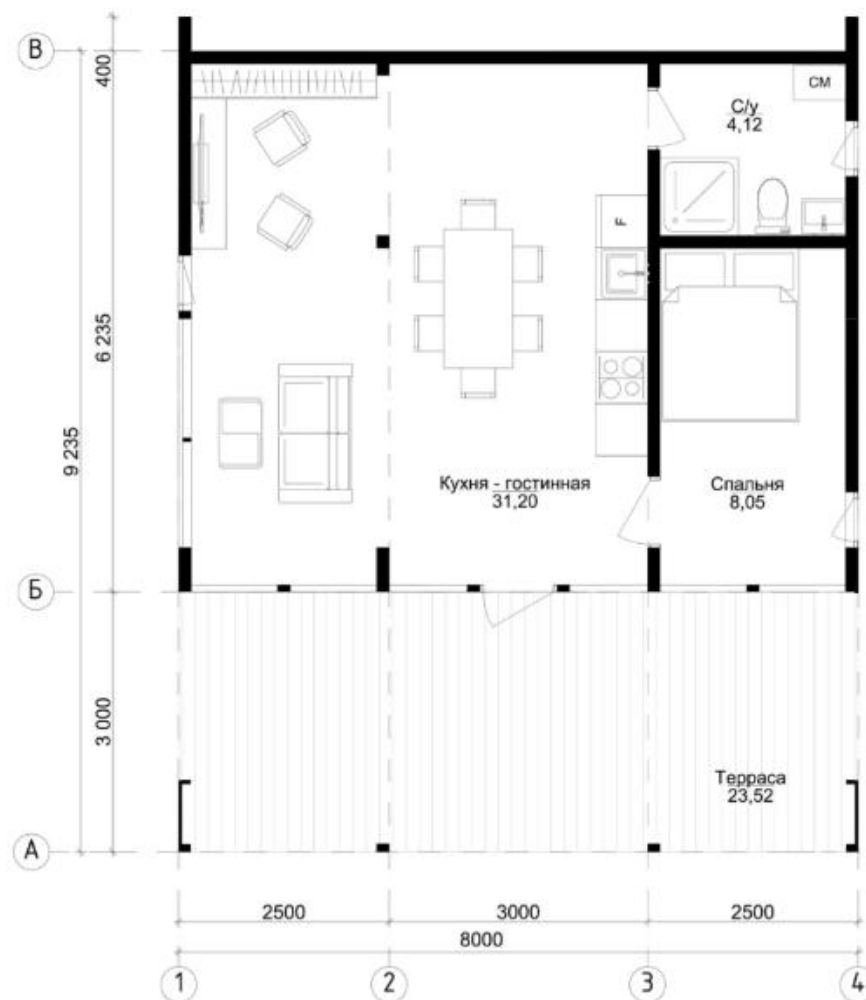 В
400
СМ
С/у
4,12
F
6 235
9 235
Кухня - гостинная
31,20
Спальня
8,05
Б
3 000
Терраса
23,52
А
2500
3000
2500
8000
1
2
3
4